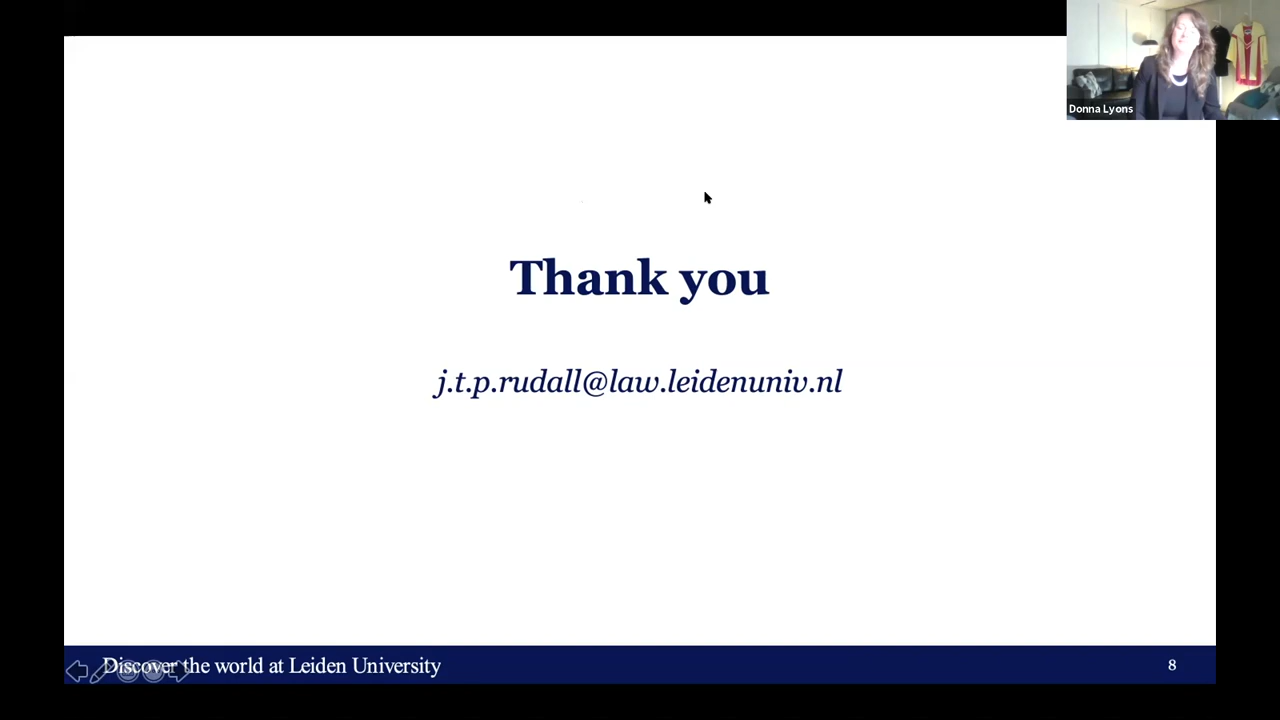 Donna Lyons
Thank you
j.t.p.rudall@law.leidenuniv.nl
Discover the world at Leiden University
8